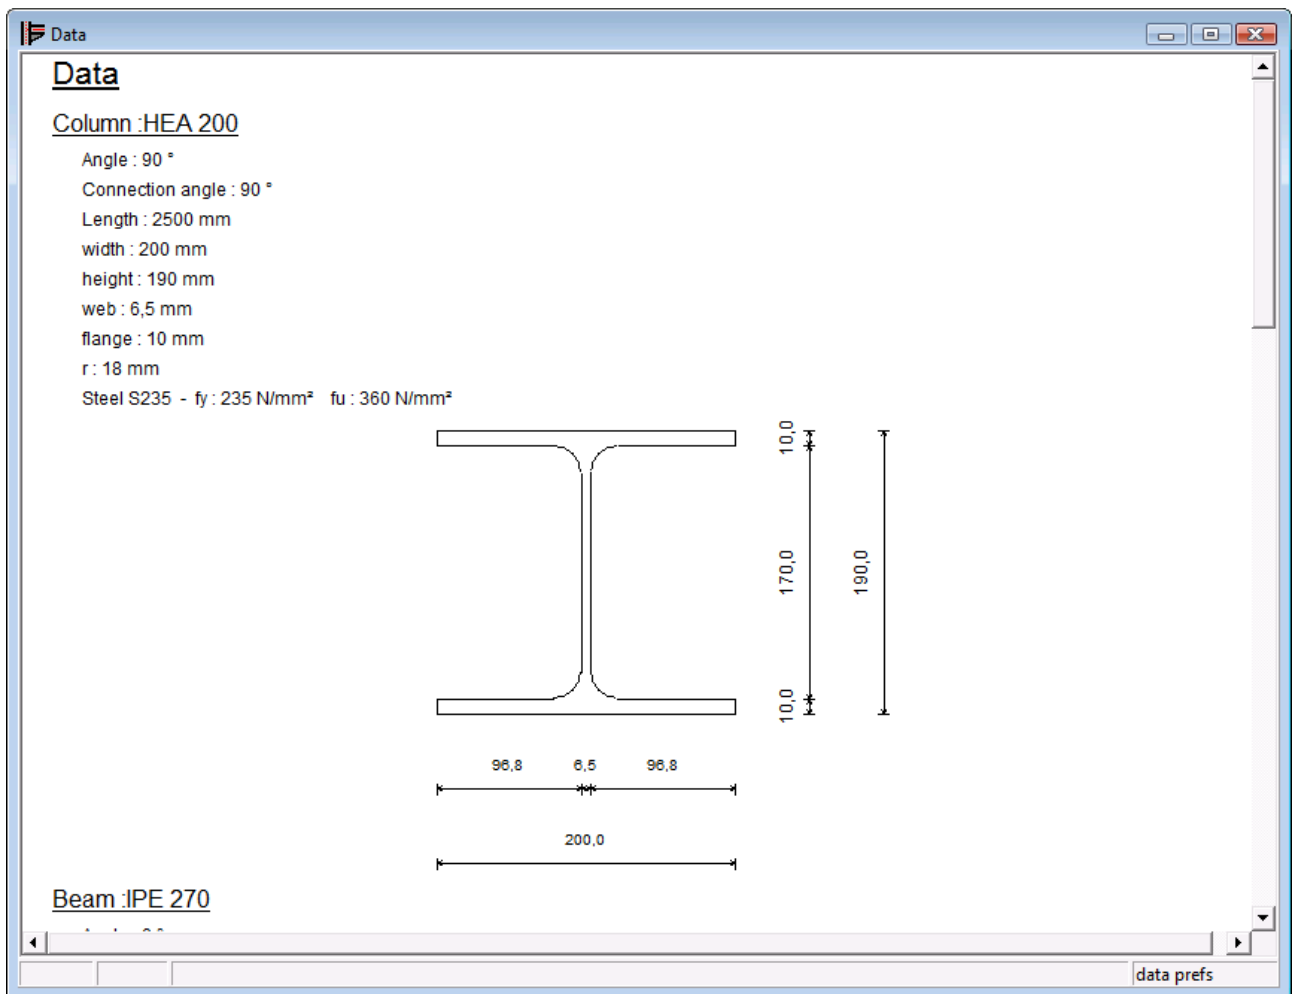 Data
Data
Column :HEA 200
Angle : 90 °
Connection angle : 90 °
Length : 2500 mm
width : 200 mm
height : 190 mm
web : 6,5 mm
flange : 10 mm
r : 18 mm
Steel S235 - fy : 235 N/mm² fu : 360 N/mm²
10,0
170,0
190,0
10,0
96,8 6,5 96,8
200,0
Beam :IPE 270
data prefs